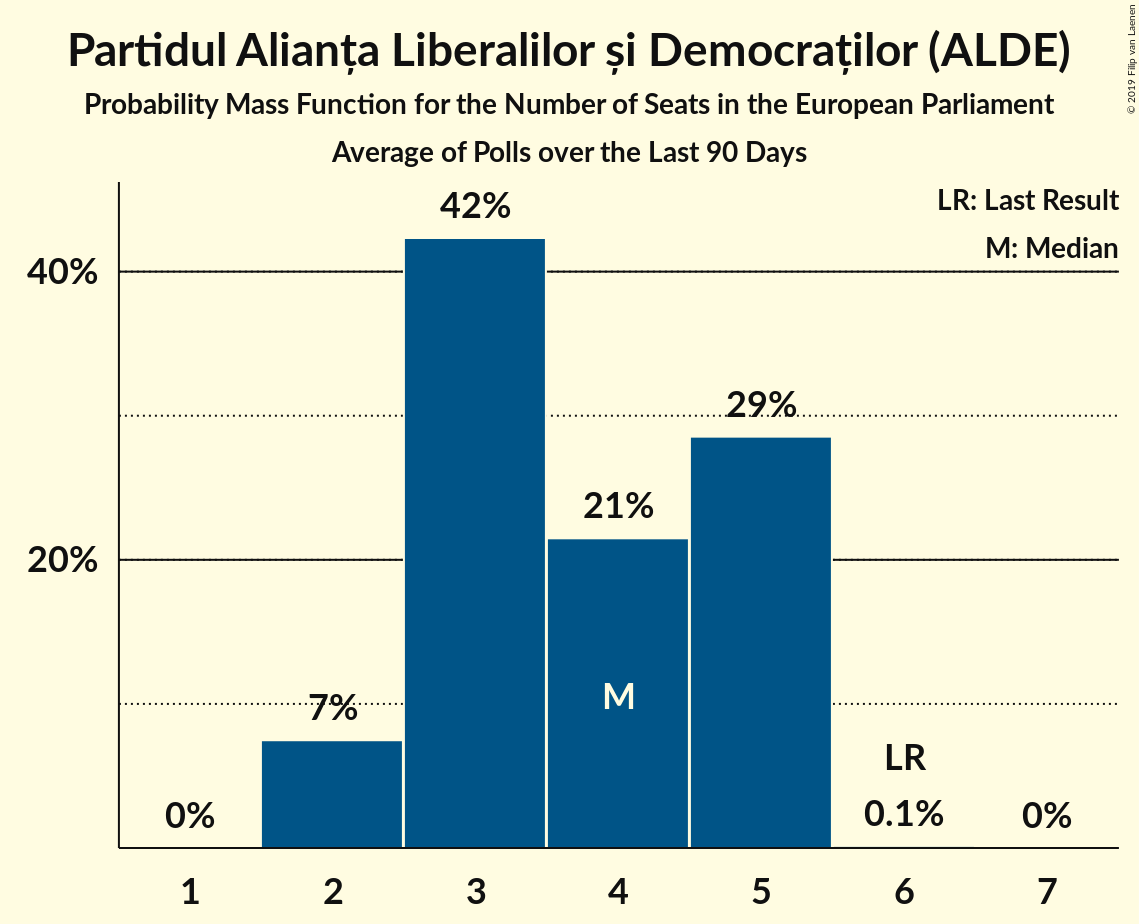 Partidul Alianța Liberalilor și Democraților (ALDE)
Probability Mass Function for the Number of Seats in the European Parliament
Average of Polls over the Last 90 Days
© 2019 Filip van Laenen
LR: Last Result
M: Median
42%
40%
29%
21%
20%
7%
M
LR
0%
0.1%
0%
1 2 3 4 5 6 7